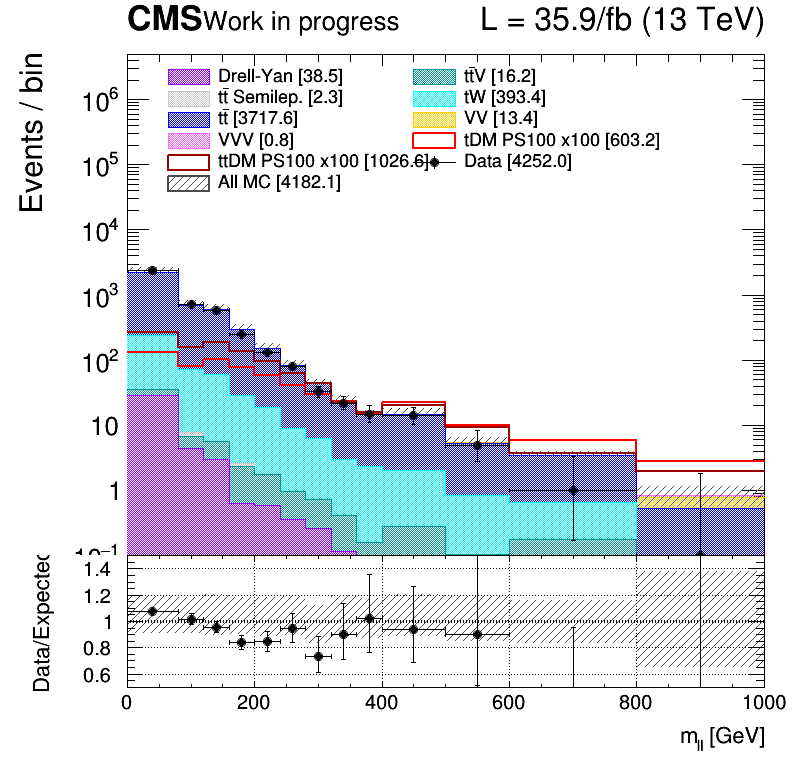 CMS Work in progress L = 35.9/fb (13 TeV)
Events / bin
Drell-Yan [38.5] tt̄V [16.2]
tt̄ Semilep. [2.3] tW [393.4]
tt̄ [3717.6] VV [13.4]
VVV [0.8] tDM PS100 x100 [603.2]
ttDM PS100 x100 [1026.6] Data [4252.0]
All MC [4182.1]
10⁶
10⁵
10⁴
10³
10²
10
1
10⁻¹
Data/Expected
1.4
1.2
1
0.8
0.6
0 200 400 600 800 1000
m_ll [GeV]